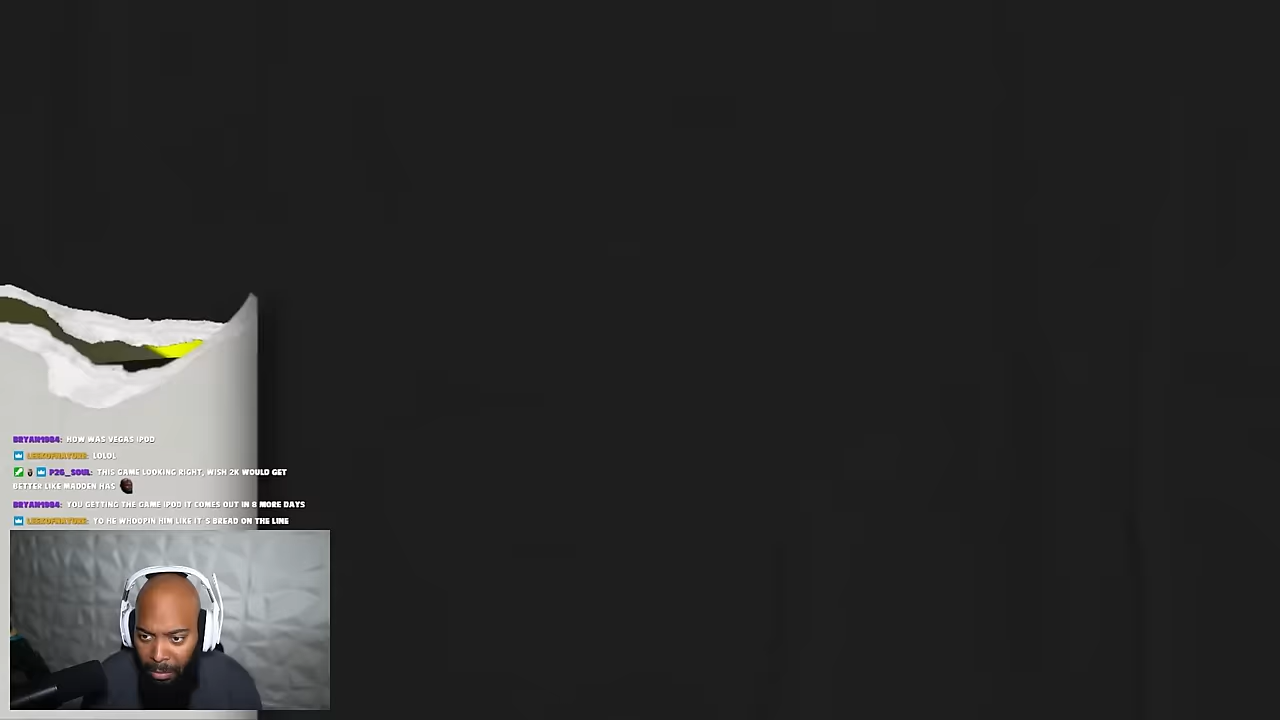 BRYAN1984: HOW WAS VEGAS IPOD
LEEZOFNATURE: LOLOL
P26_SOUL: THIS GAME LOOKING RIGHT, WISH 2K WOULD GET
BETTER LIKE MADDEN HAS
BRYAN1984: YOU GETTING THE GAME IPOD IT COMES OUT IN 8 MORE DAYS
YO HE WHOOPIN HIM LIKE IT S BREAD ON THE LINE